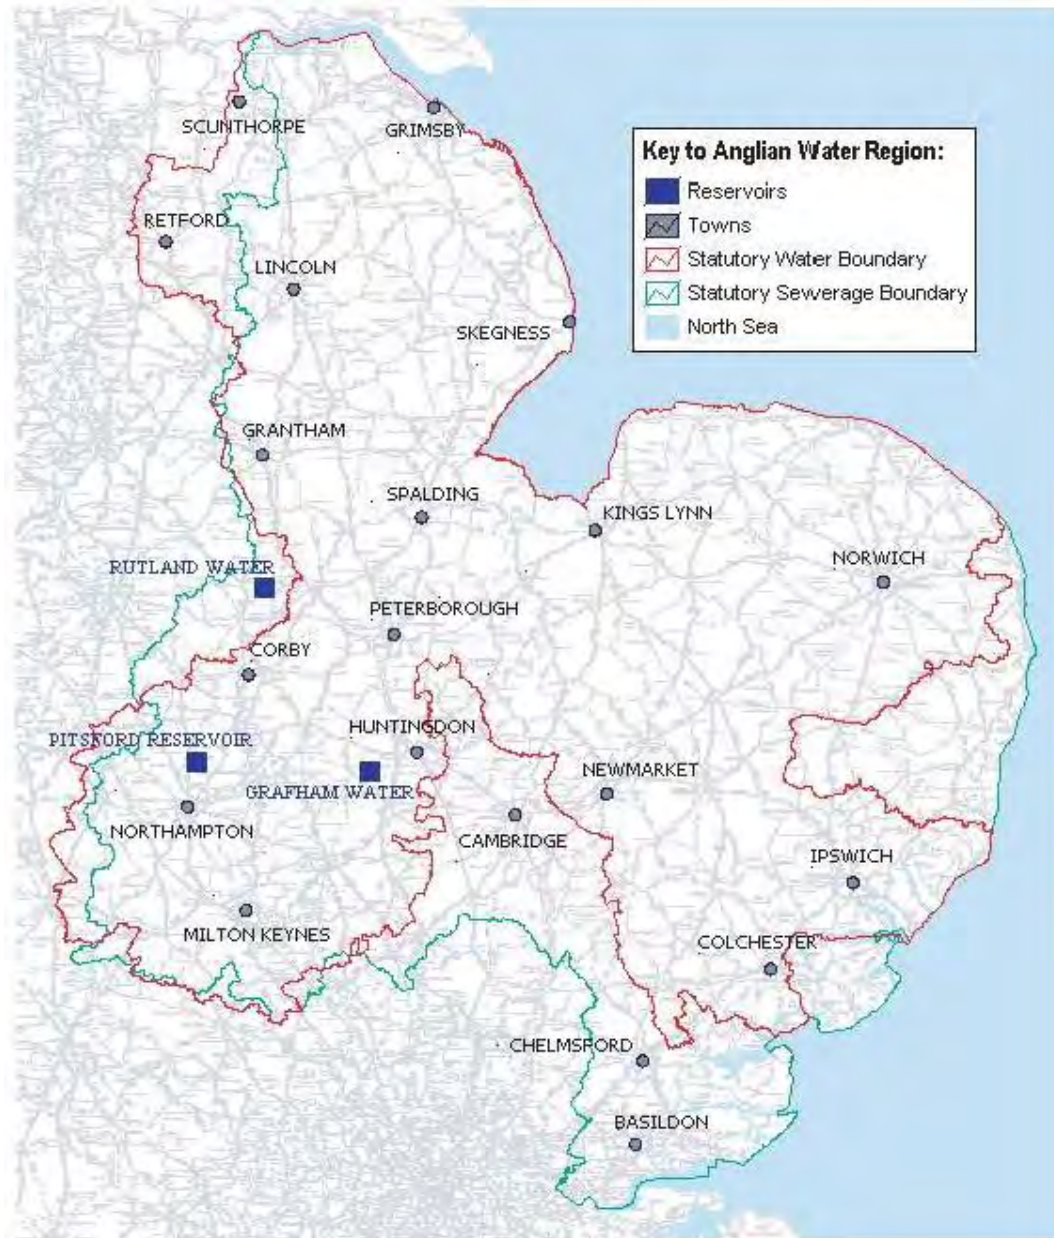 SCUNTHORPE
GRIMSBY
Key to Anglian Water Region:
Reservoirs
Towns
Statutory Water Boundary
Statutory Sewerage Boundary
North Sea
RETFORD
LINCOLN
SKEGNESS
GRANTHAM
SPALDING
KINGS LYNN
NORWICH
RUTLAND WATER
PETERBOROUGH
CORBY
HUNTINGDON
PITSFORD RESERVOIR
NEWMARKET
GRAFHAM WATER
NORTHAMPTON
CAMBRIDGE
IPSWICH
MILTON KEYNES
COLCHESTER
CHELMSFORD
BASILDON